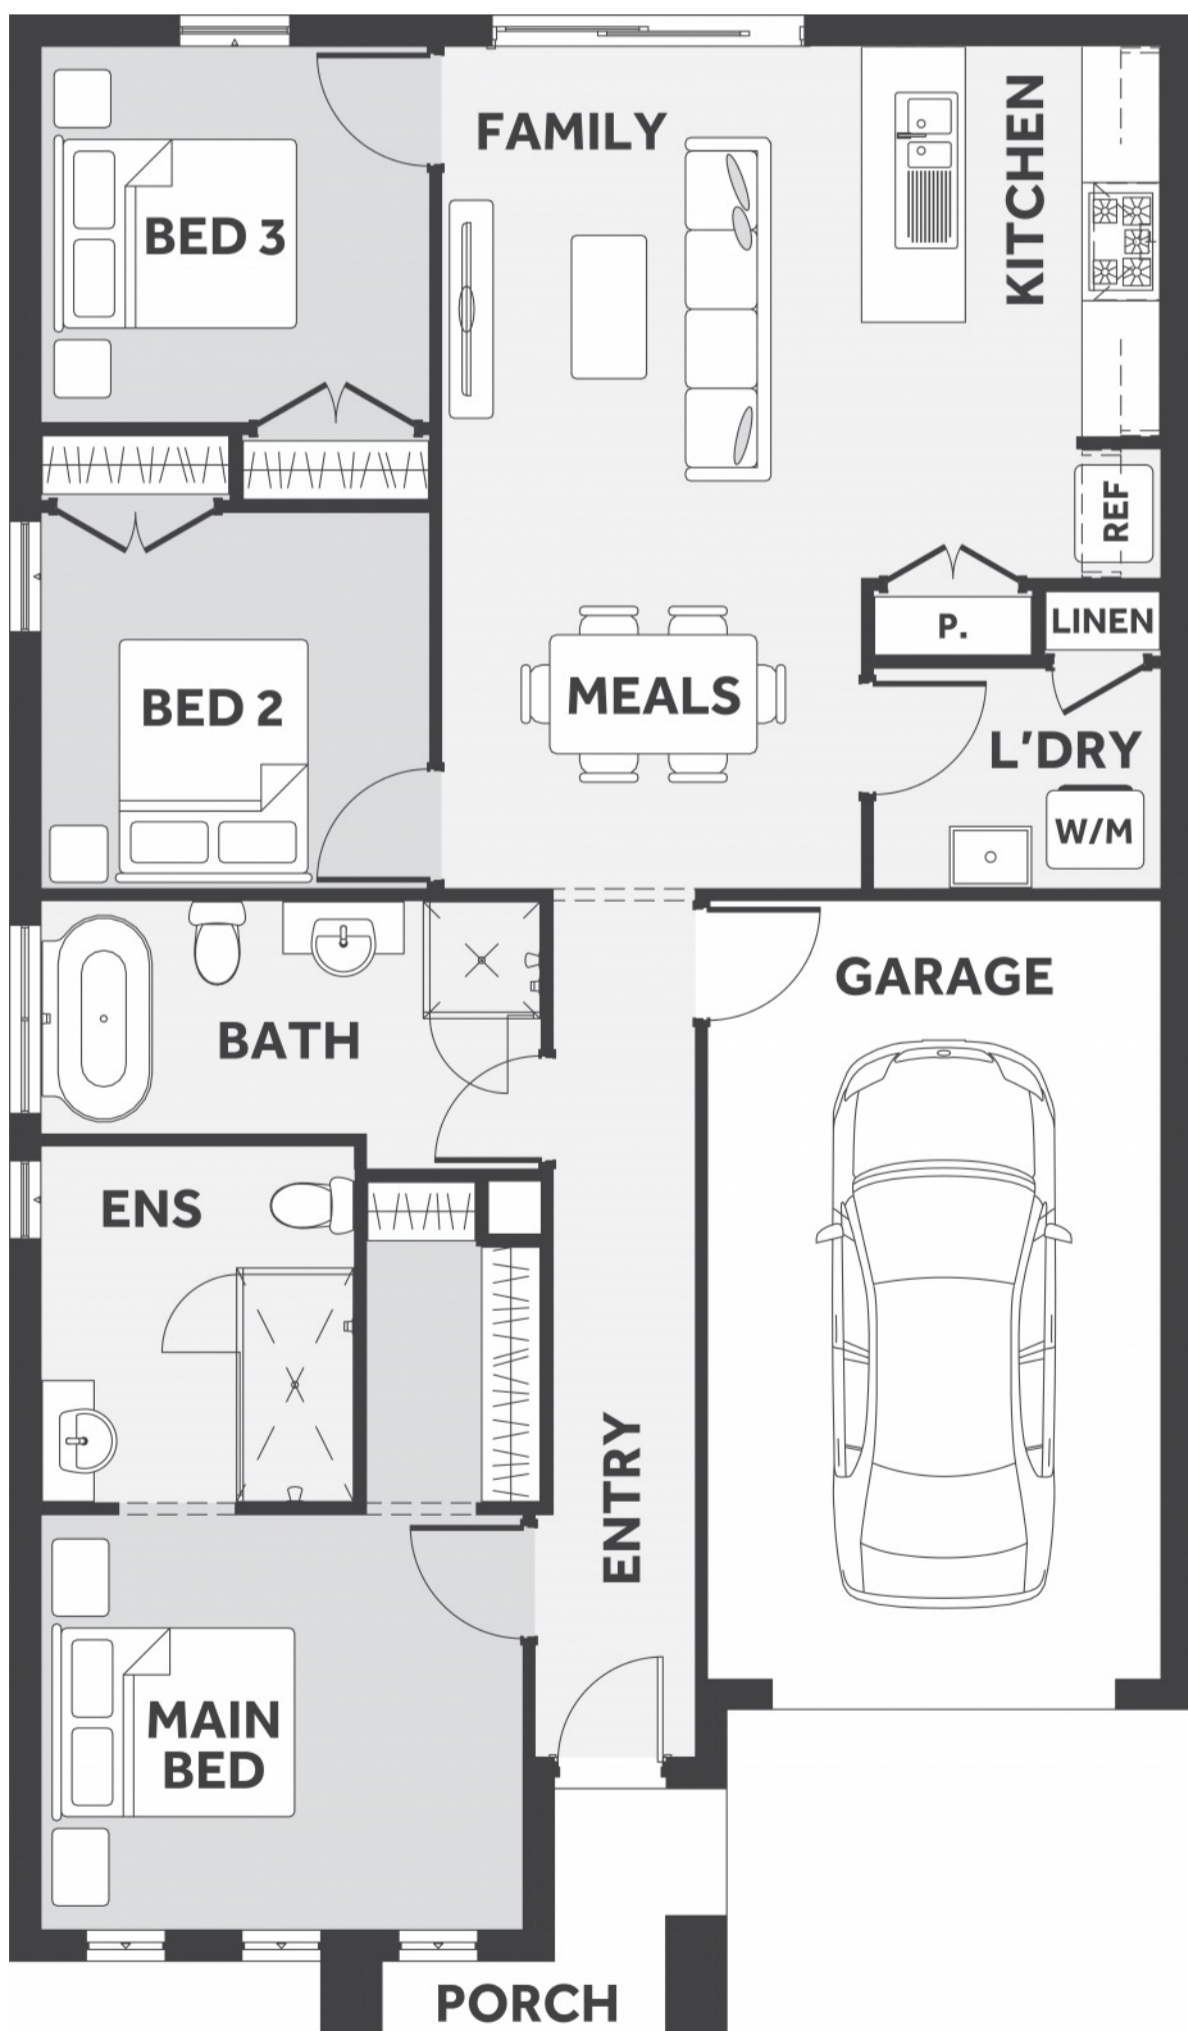 FAMILY
KITCHEN
BED 3
REF
P.
LINEN
BED 2
MEALS
L'DRY
W/M
GARAGE
BATH
ENS
ENTRY
MAIN
BED
PORCH